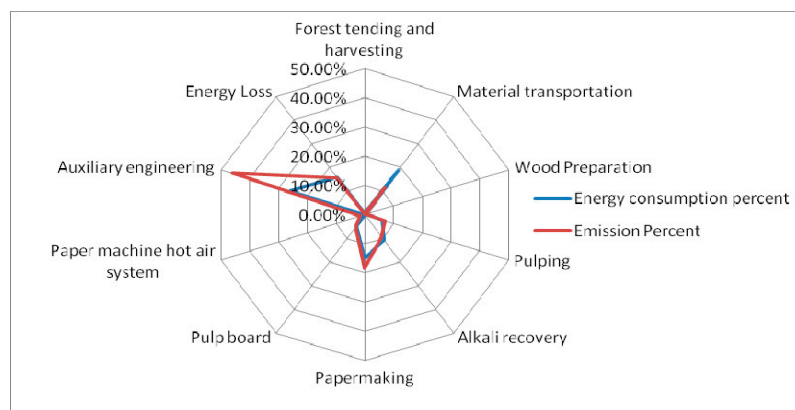 Forest tending and
harvesting
50.00%
40.00%
30.00%
20.00%
10.00%
0.00%
Material transportation
Wood Preparation
Pulping
Alkali recovery
Papermaking
Pulp board
Paper machine hot air
system
Auxiliary engineering
Energy Loss
Energy consumption percent
Emission Percent